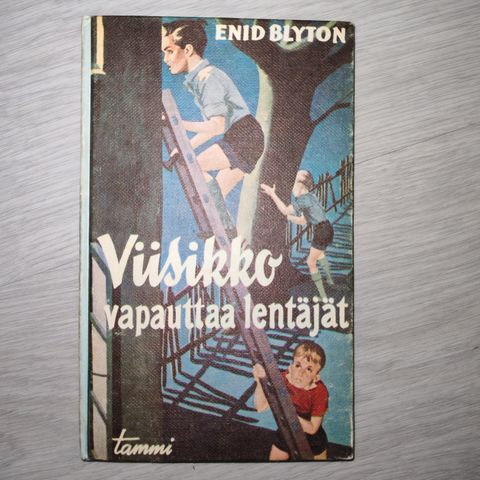 ENID BLYTON
Viisikko
vapauttaa lentäjät
tammi